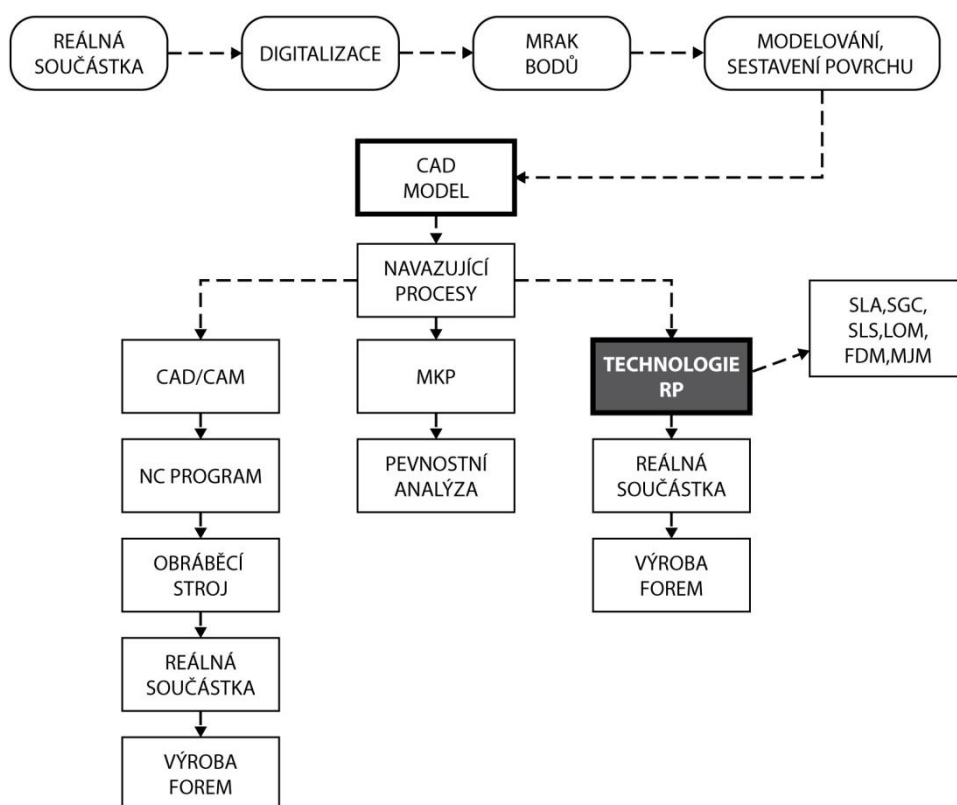 REÁLNÁ
SOUČÁSTKA
DIGITALIZACE
MRAK
BODŮ
MODELOVÁNÍ,
SESTAVENÍ POVRCHU
CAD
MODEL
NAVAZUJÍCÍ
PROCESY
CAD/CAM
NC PROGRAM
OBRÁBĚCÍ
STROJ
REÁLNÁ
SOUČÁSTKA
VÝROBA
FOREM
MKP
PEVNOSTNÍ
ANALÝZA
TECHNOLOGIE
RP
REÁLNÁ
SOUČÁSTKA
VÝROBA
FOREM
SLA,SGC,
SLS,LOM,
FDM,MJM